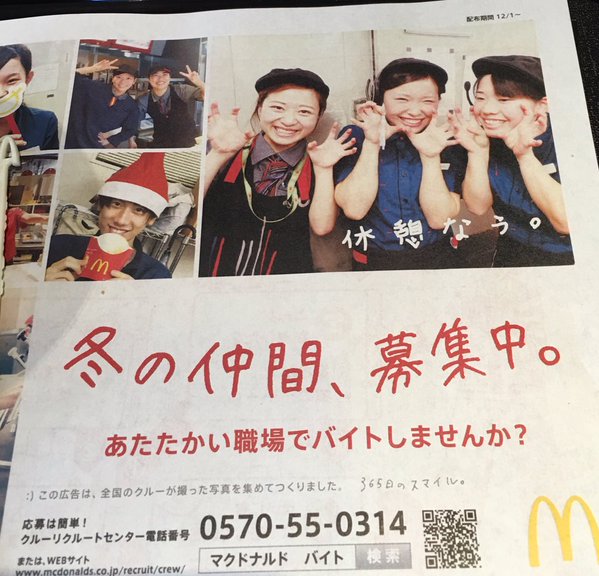 配布期間 12/1〜
休憩なう。
冬の仲間、募集中。
あたたかい職場でバイトしませんか?
:) この広告は、全国のクルーが撮った写真を集めてつくりました。 365日のスマイル。
応募は簡単!
クルーリクルートセンター電話番号 0570-55-0314
または、WEBサイト
www.mcdonalds.co.jp/recruit/crew/
マクドナルド バイト 検索